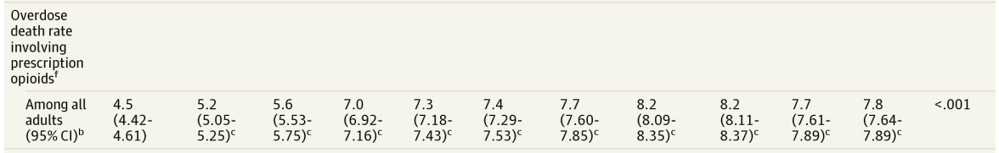 Overdose
death rate
involving
prescription
opioidsf
Among all 4.5 5.2 5.6 7.0 7.3 7.4 7.7 8.2 8.2 7.7 7.8 <.001
adults (4.42- (5.05- (5.53- (6.92- (7.18- (7.29- (7.60- (8.09- (8.11- (7.61- (7.64-
(95% CI)b 4.61) 5.25)c 5.75)c 7.16)c 7.43)c 7.53)c 7.85)c 8.35)c 8.37)c 7.89)c 7.89)c